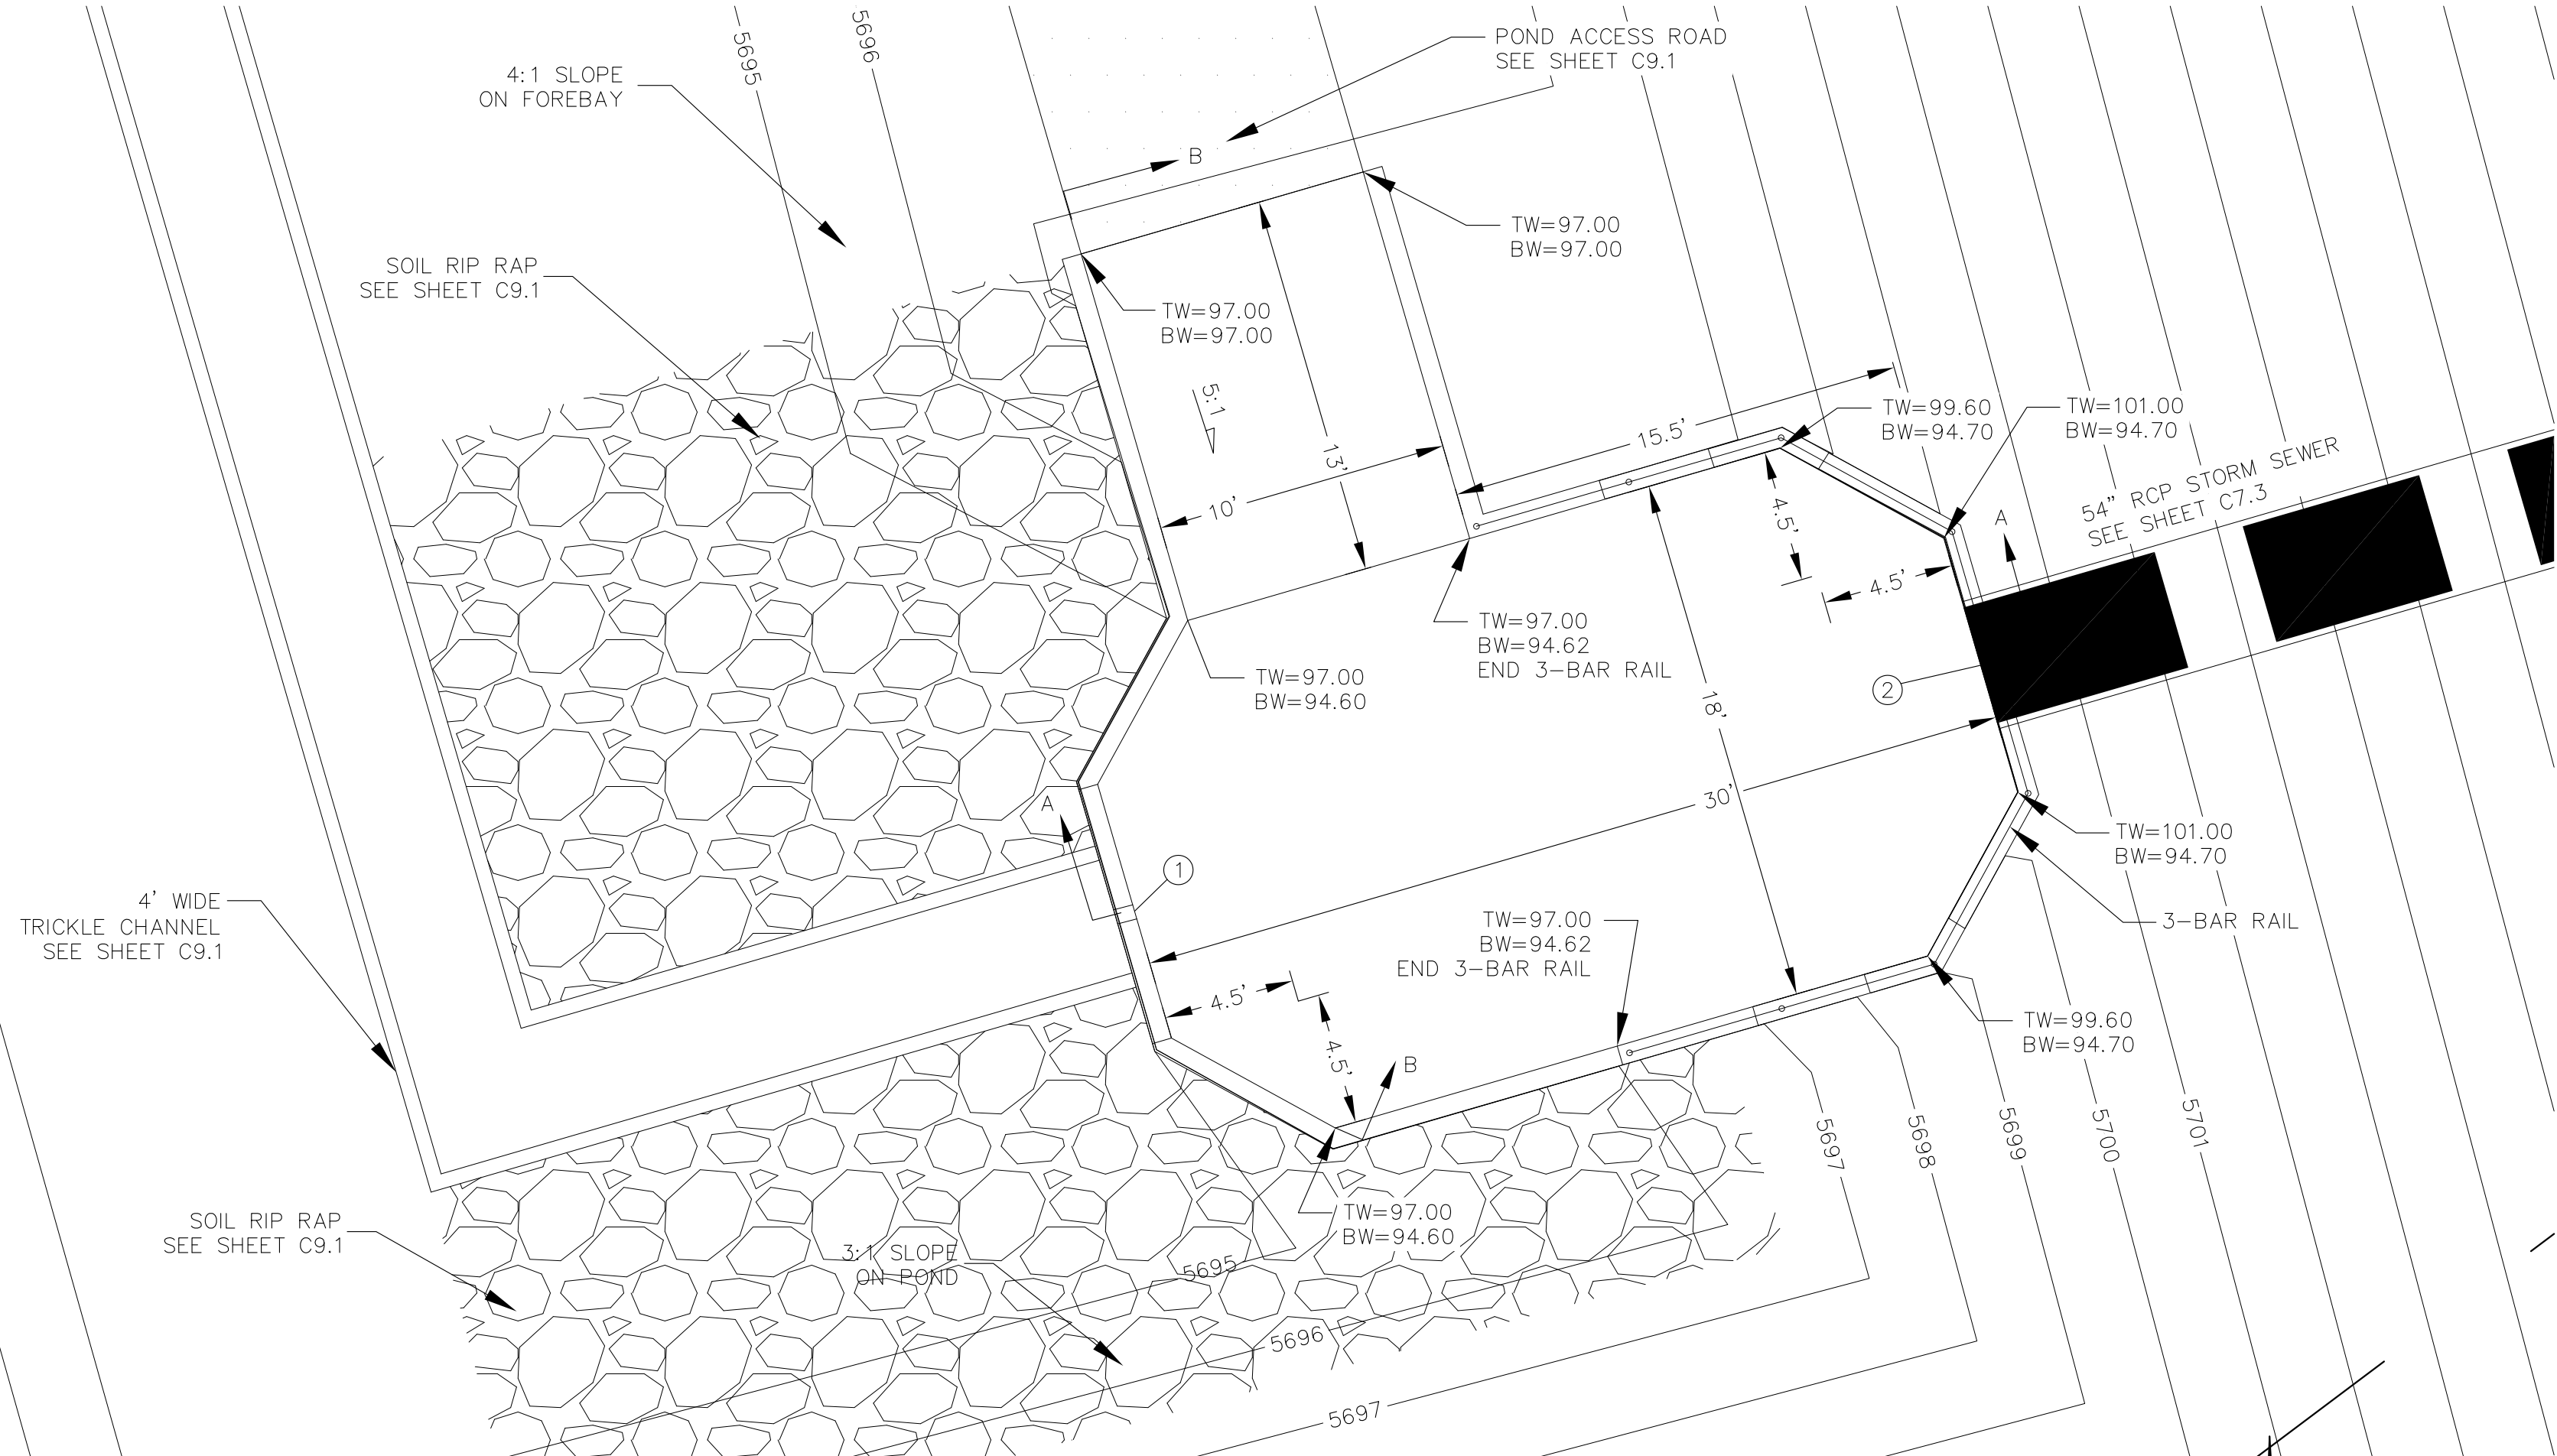 5695
5696
POND ACCESS ROAD
SEE SHEET C9.1
4:1 SLOPE
ON FOREBAY
B
TW=97.00
BW=97.00
SOIL RIP RAP
SEE SHEET C9.1
TW=97.00
BW=97.00
5:1
13'
10'
15.5'
TW=99.60
BW=94.70
TW=101.00
BW=94.70
54" RCP STORM SEWER
SEE SHEET C7.3
4.5'
4.5'
A
TW=97.00
BW=94.62
END 3-BAR RAIL
TW=97.00
BW=94.60
2
18'
30'
A
1
TW=101.00
BW=94.70
3-BAR RAIL
4' WIDE
TRICKLE CHANNEL
SEE SHEET C9.1
TW=97.00
BW=94.62
END 3-BAR RAIL
4.5'
4.5'
B
TW=99.60
BW=94.70
5697
5698
5699
5700
5701
TW=97.00
BW=94.60
SOIL RIP RAP
SEE SHEET C9.1
3:1 SLOPE
ON POND
5695
5696
5697